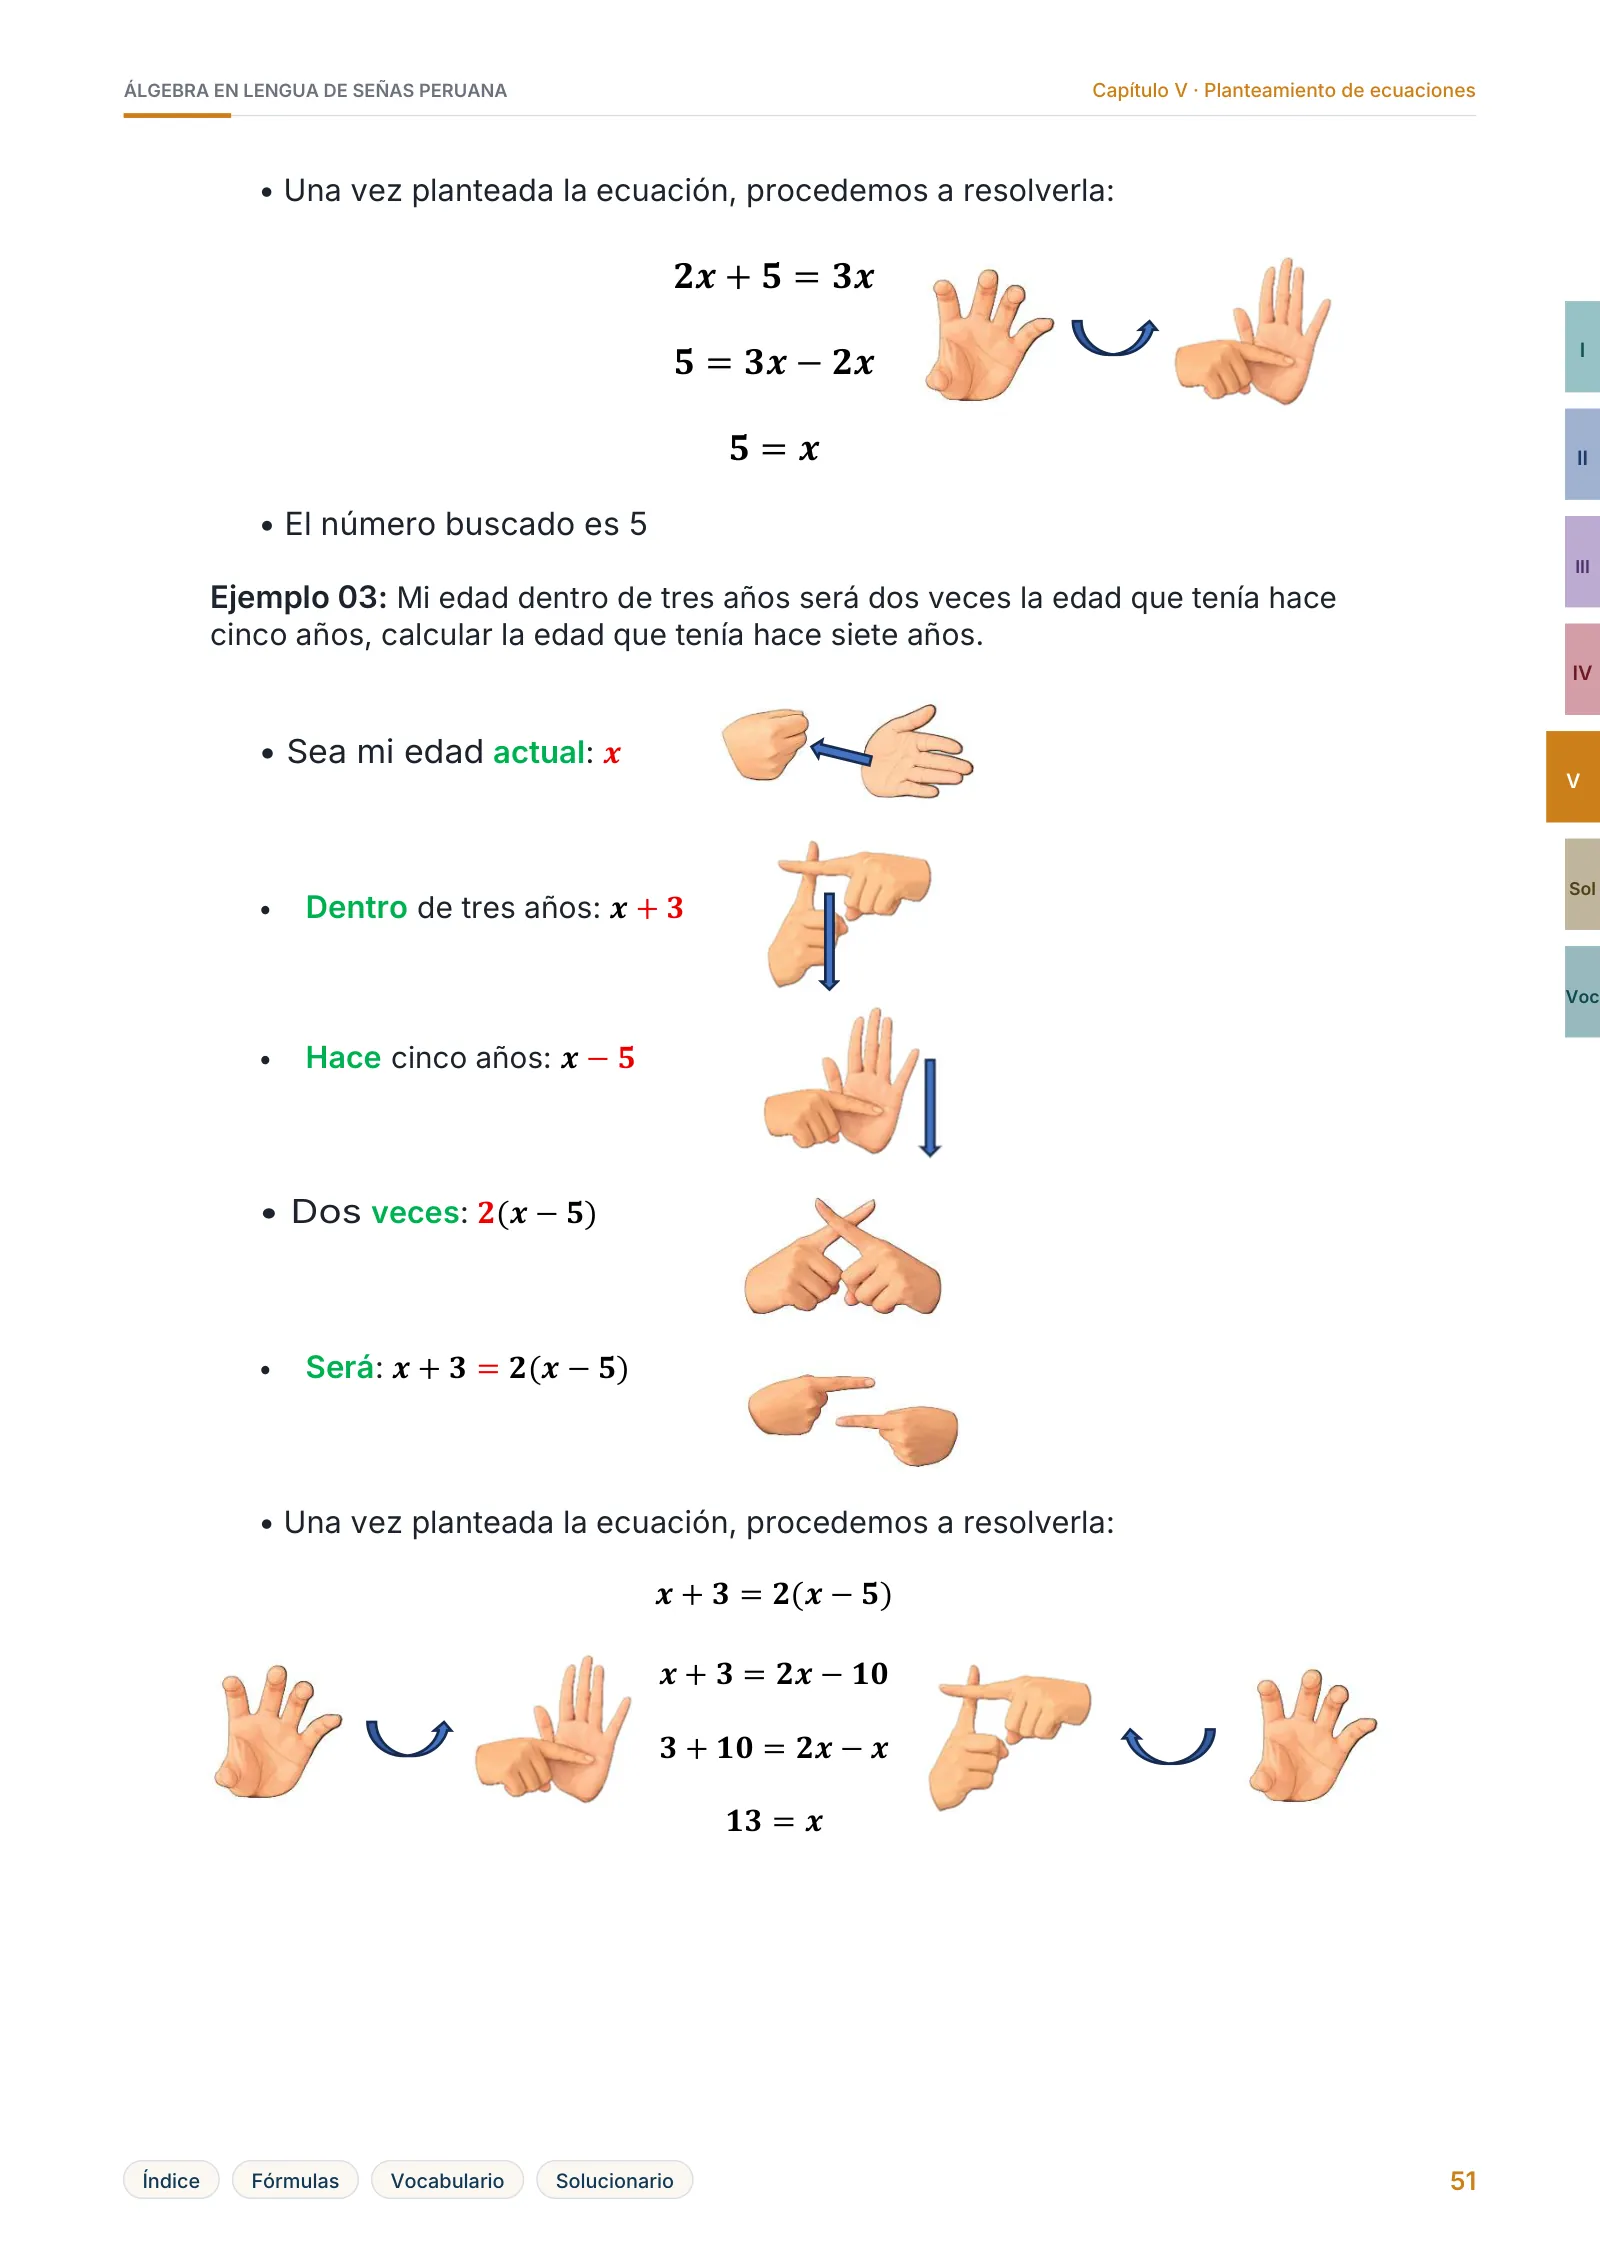 ÁLGEBRA EN LENGUA DE SEÑAS PERUANA
Capítulo V · Planteamiento de ecuaciones
• Una vez planteada la ecuación, procedemos a resolverla:
2x + 5 = 3x
5 = 3x − 2x
5 = x
• El número buscado es 5
Ejemplo 03: Mi edad dentro de tres años será dos veces la edad que tenía hace
cinco años, calcular la edad que tenía hace siete años.
• Sea mi edad actual: x
• Dentro de tres años: x + 3
• Hace cinco años: x − 5
• Dos veces: 2(x − 5)
• Será: x + 3 = 2(x − 5)
• Una vez planteada la ecuación, procedemos a resolverla:
x + 3 = 2(x − 5)
x + 3 = 2x − 10
3 + 10 = 2x − x
13 = x
I
II
III
IV
V
Sol
Voc
Índice
Fórmulas
Vocabulario
Solucionario
51